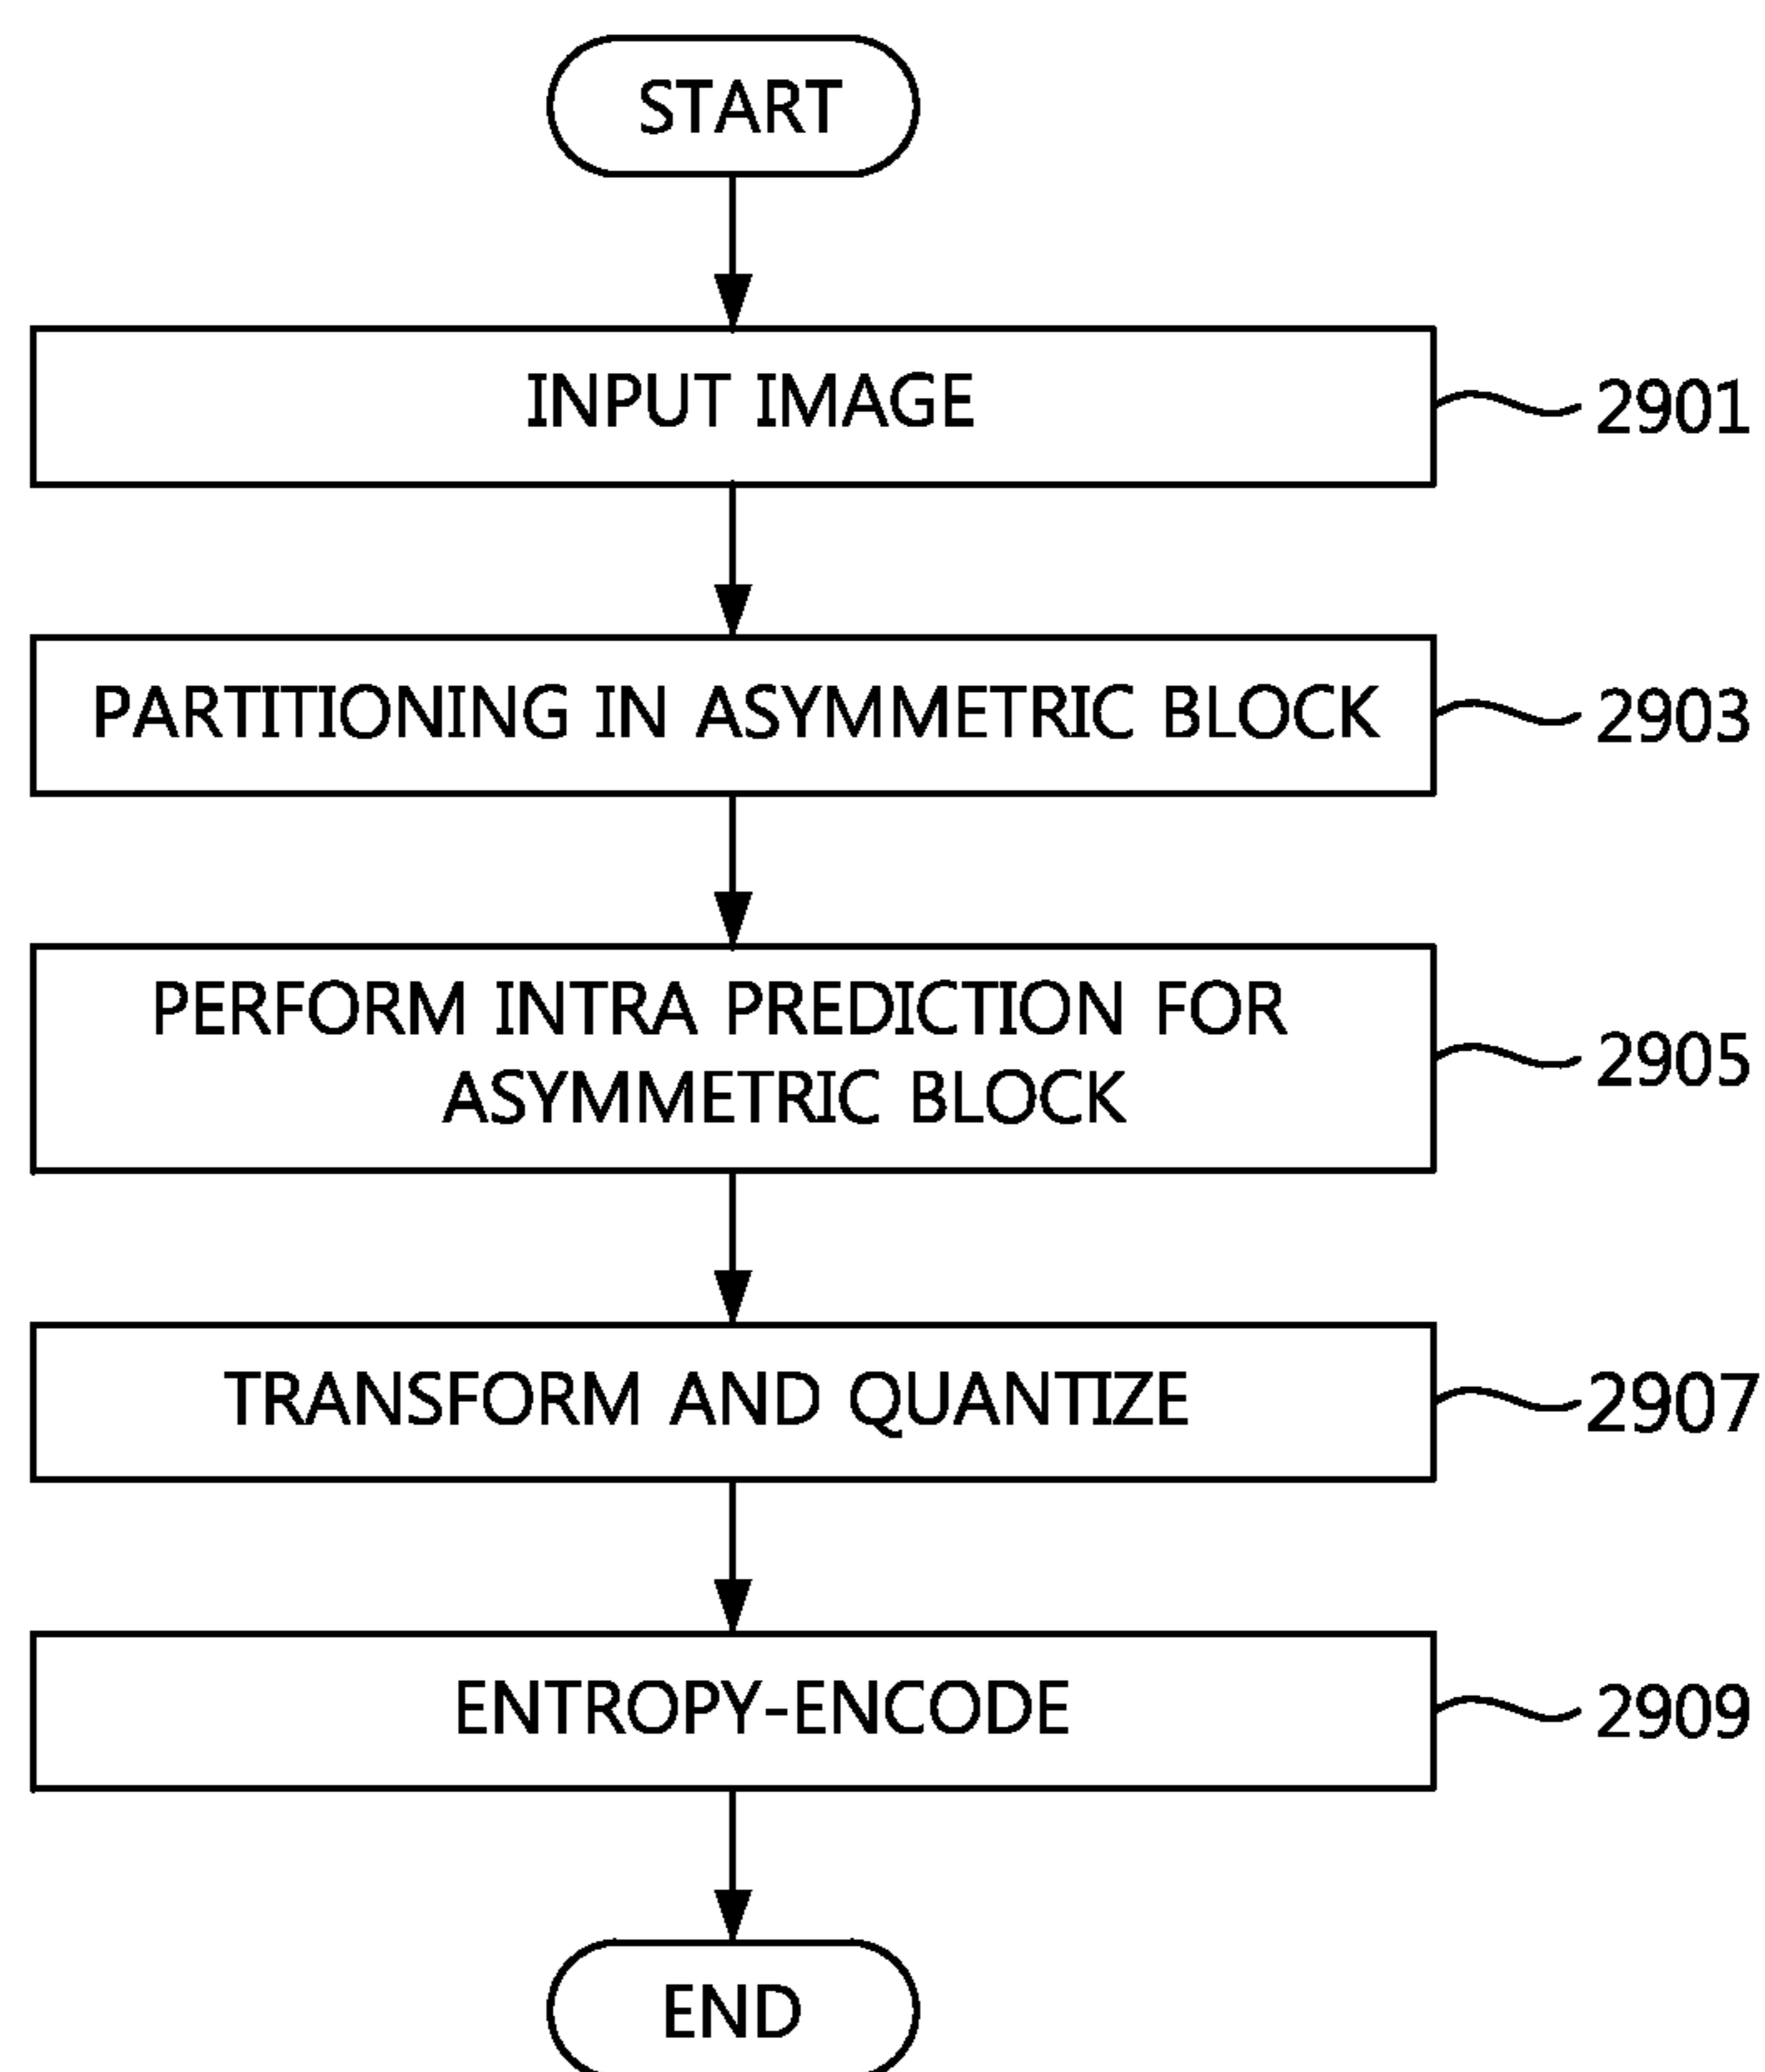 START
INPUT IMAGE
2901
PARTITIONING IN ASYMMETRIC BLOCK
2903
PERFORM INTRA PREDICTION FOR
ASYMMETRIC BLOCK
2905
TRANSFORM AND QUANTIZE
2907
ENTROPY-ENCODE
2909
END